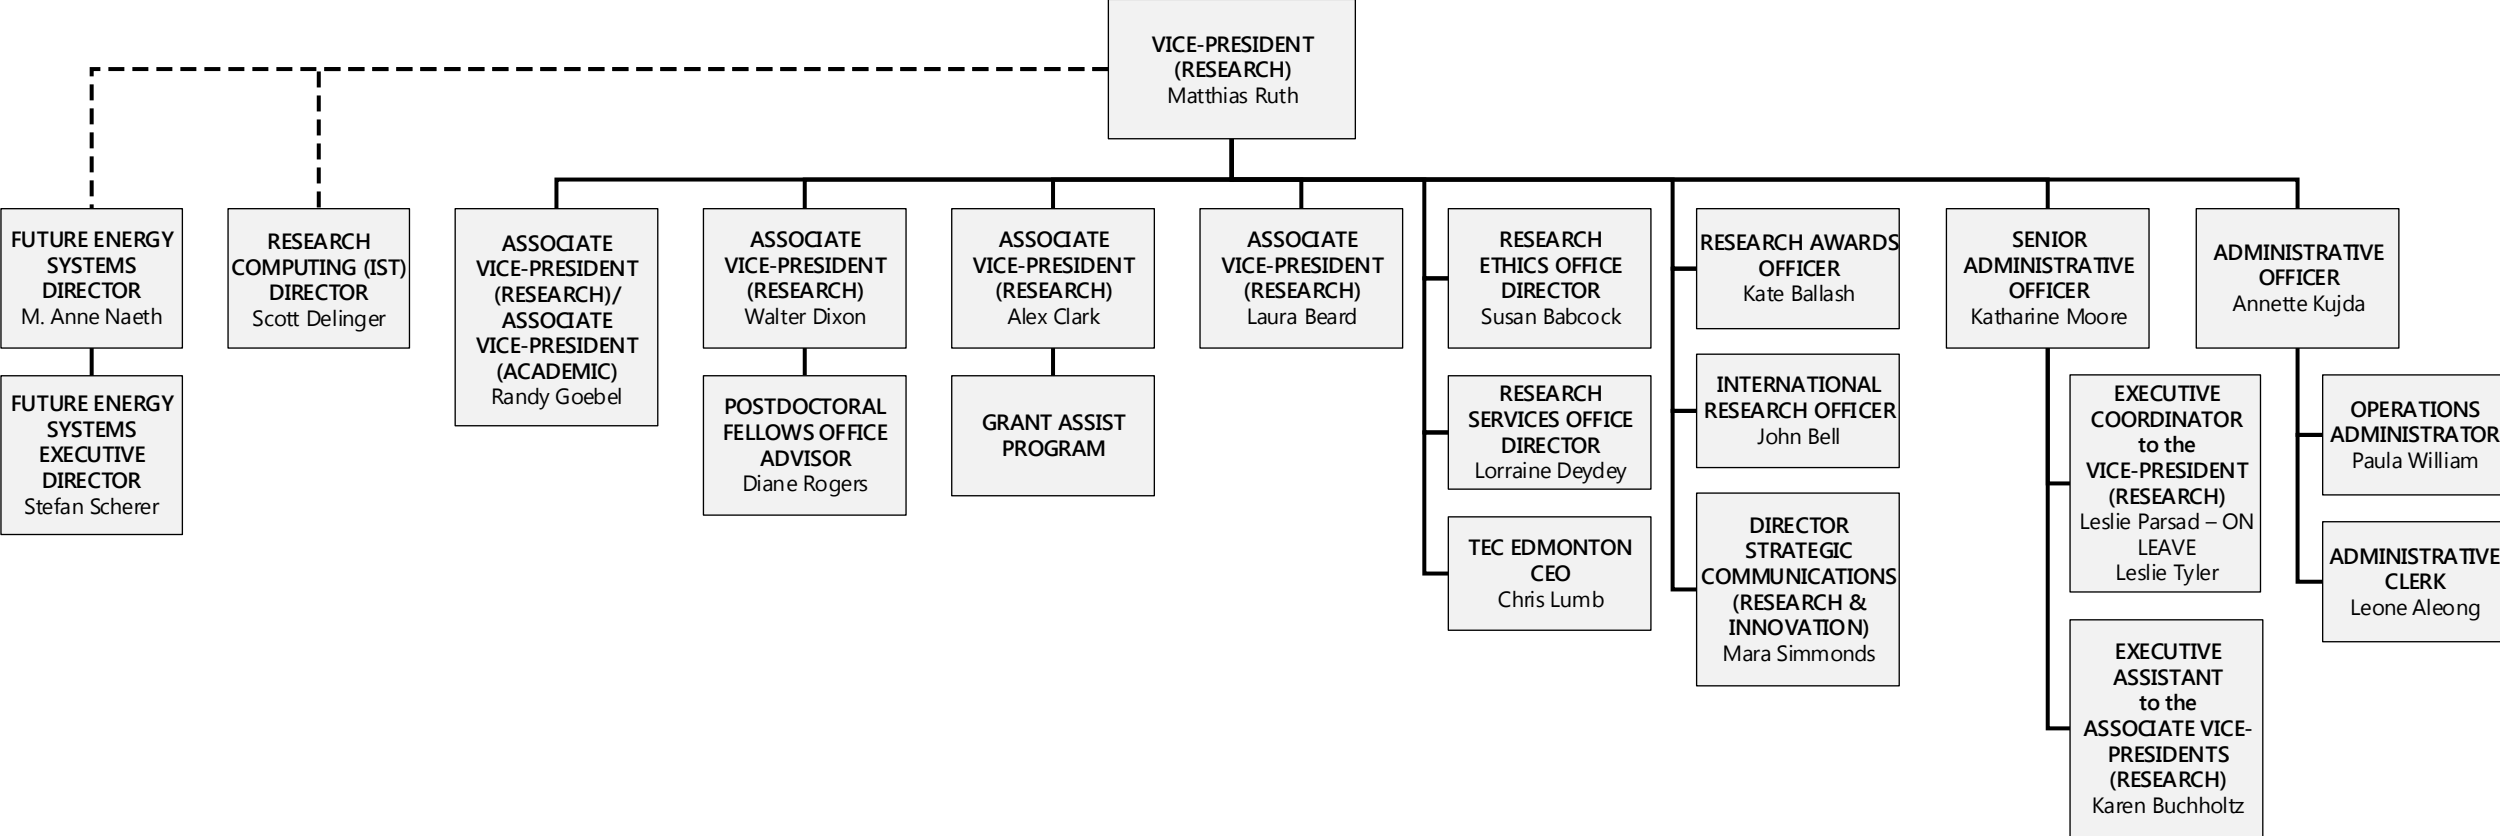 VICE-PRESIDENT
(RESEARCH)
Matthias Ruth
FUTURE ENERGY
SYSTEMS
DIRECTOR
M. Anne Naeth
FUTURE ENERGY
SYSTEMS
EXECUTIVE
DIRECTOR
Stefan Scherer
RESEARCH
COMPUTING (IST)
DIRECTOR
Scott Delinger
ASSOCIATE
VICE-PRESIDENT
(RESEARCH)/
ASSOCIATE
VICE-PRESIDENT
(ACADEMIC)
Randy Goebel
ASSOCIATE
VICE-PRESIDENT
(RESEARCH)
Walter Dixon
POSTDOCTORAL
FELLOWS OFFICE
ADVISOR
Diane Rogers
ASSOCIATE
VICE-PRESIDENT
(RESEARCH)
Alex Clark
GRANT ASSIST
PROGRAM
ASSOCIATE
VICE-PRESIDENT
(RESEARCH)
Laura Beard
RESEARCH
ETHICS OFFICE
DIRECTOR
Susan Babcock
RESEARCH
SERVICES OFFICE
DIRECTOR
Lorraine Deydey
TEC EDMONTON
CEO
Chris Lumb
RESEARCH AWARDS
OFFICER
Kate Ballash
INTERNATIONAL
RESEARCH OFFICER
John Bell
DIRECTOR
STRATEGIC
COMMUNICATIONS
(RESEARCH &
INNOVATION)
Mara Simmonds
SENIOR
ADMINISTRATIVE
OFFICER
Katharine Moore
EXECUTIVE
COORDINATOR
to the
VICE-PRESIDENT
(RESEARCH)
Leslie Parsad – ON
LEAVE
Leslie Tyler
EXECUTIVE
ASSISTANT
to the
ASSOCIATE VICE-
PRESIDENTS
(RESEARCH)
Karen Buchholtz
ADMINISTRATIVE
OFFICER
Annette Kujda
OPERATIONS
ADMINISTRATOR
Paula William
ADMINISTRATIVE
CLERK
Leone Aleong